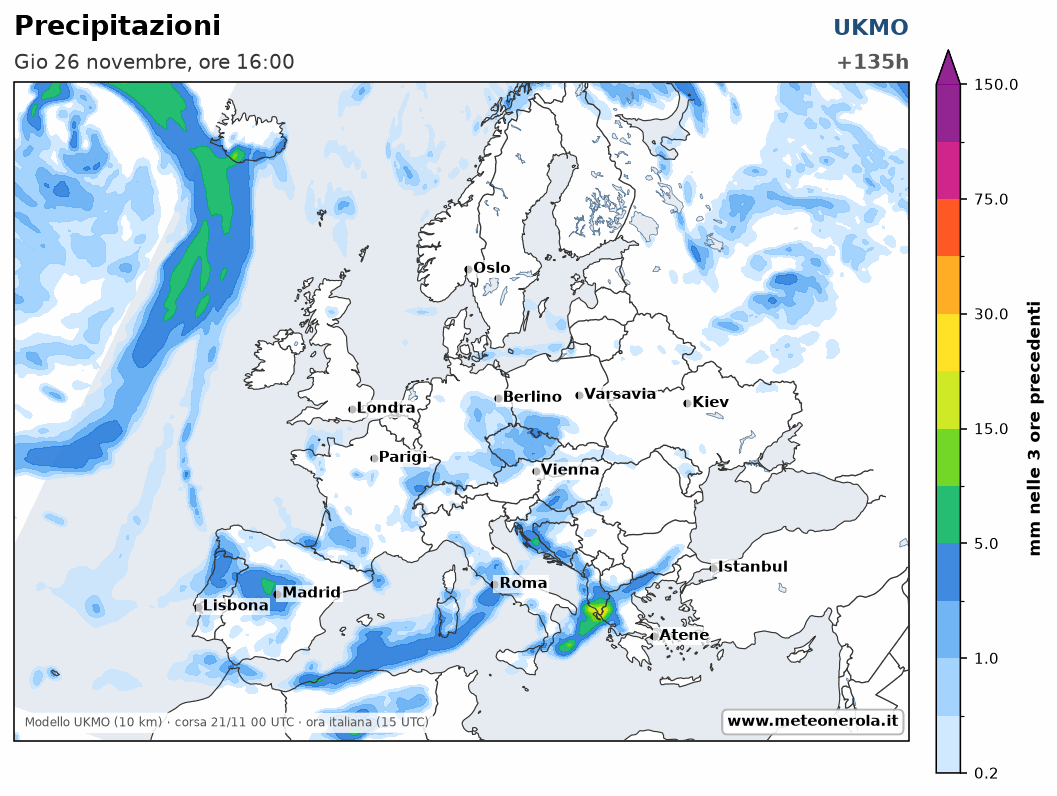 Precipitazioni
UKMO
Gio 26 novembre, ore 16:00
+135h
150.0
75.0
30.0
15.0
5.0
1.0
0.2
mm nelle 3 ore precedenti
Oslo
Londra
Berlino
Varsavia
Kiev
Parigi
Vienna
Istanbul
Roma
Madrid
Lisbona
Atene
Modello UKMO (10 km) · corsa 21/11 00 UTC · ora italiana (15 UTC)
www.meteonerola.it